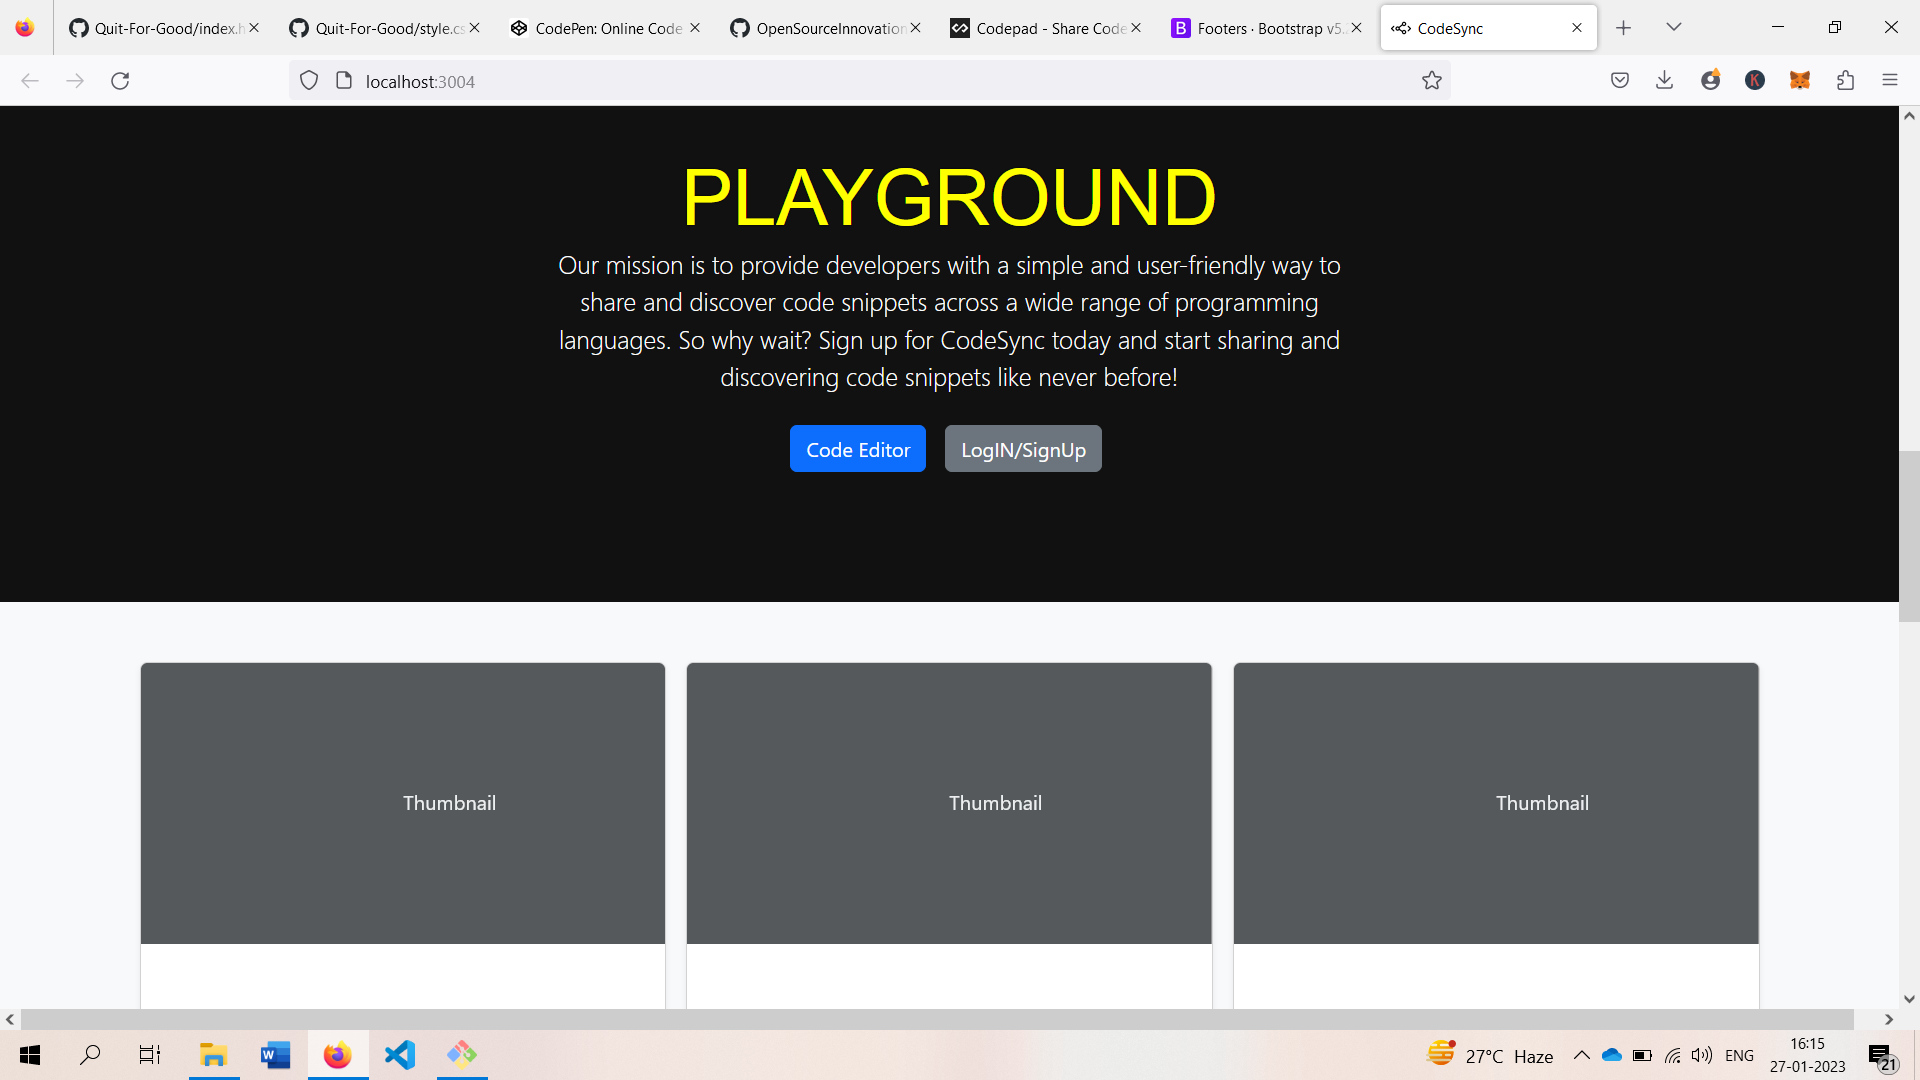 Quit-For-Good/index.h
Quit-For-Good/style.cs
CodePen: Online Code
OpenSourceInnovation
Codepad - Share Code
Footers · Bootstrap v5.
CodeSync
localhost:3004
PLAYGROUND
Our mission is to provide developers with a simple and user-friendly way to
share and discover code snippets across a wide range of programming
languages. So why wait? Sign up for CodeSync today and start sharing and
discovering code snippets like never before!
Code Editor
LogIN/SignUp
Thumbnail
Thumbnail
Thumbnail
27°C Haze
ENG
16:15
27-01-2023
21